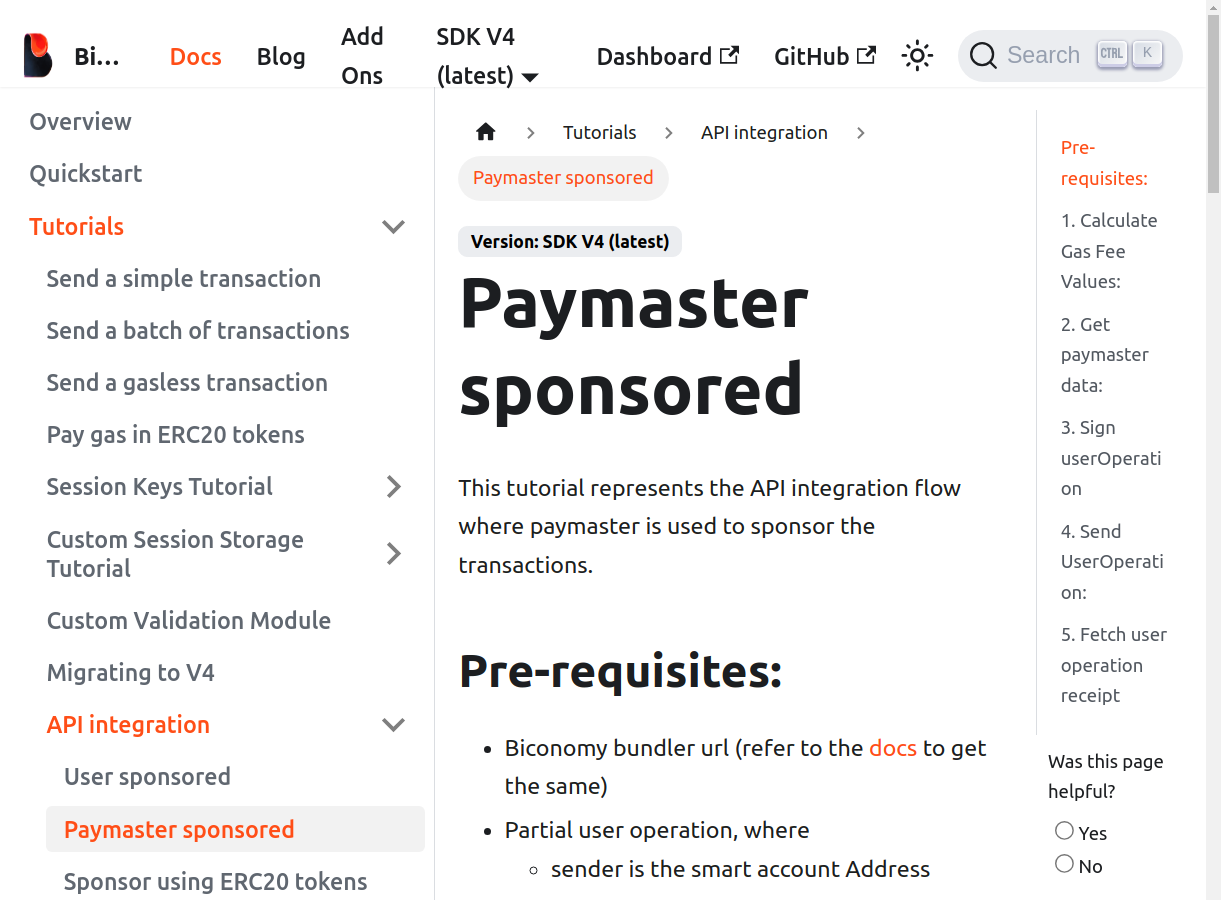 Bi...
Docs
Blog
Add
Ons
SDK V4
(latest)
Dashboard
GitHub
Search
CTRL
K
Overview
Quickstart
Tutorials
Send a simple transaction
Send a batch of transactions
Send a gasless transaction
Pay gas in ERC20 tokens
Session Keys Tutorial
Custom Session Storage
Tutorial
Custom Validation Module
Migrating to V4
API integration
User sponsored
Paymaster sponsored
Sponsor using ERC20 tokens
Tutorials
API integration
Paymaster sponsored
Version: SDK V4 (latest)
Paymaster
sponsored
This tutorial represents the API integration flow
where paymaster is used to sponsor the
transactions.
Pre-requisites:
Biconomy bundler url (refer to the docs to get
the same)
Partial user operation, where
sender is the smart account Address
Pre-
requisites:
1. Calculate
Gas Fee
Values:
2. Get
paymaster
data:
3. Sign
userOperati
on
4. Send
UserOperati
on:
5. Fetch user
operation
receipt
Was this page
helpful?
Yes
No